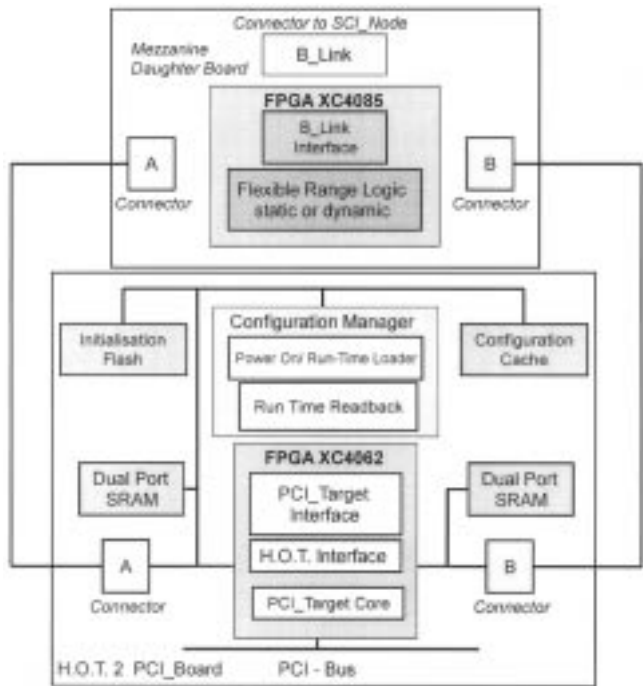 Connector to SCI_Node
Mezzanine
Daughter Board
B_Link
FPGA XC4085
B_Link
Interface
A
B
Connector
Flexible Range Logic
static or dynamic
Connector
Configuration Manager
Initialisation
Flash
Power On/ Run-Time Loader
Configuration
Cache
Run Time Readback
FPGA XC4062
Dual Port
SRAM
PCI_Target
Interface
Dual Port
SRAM
H.O.T. Interface
A
B
Connector
PCI_Target Core
Connector
H.O.T. 2 PCI_Board
PCI - Bus